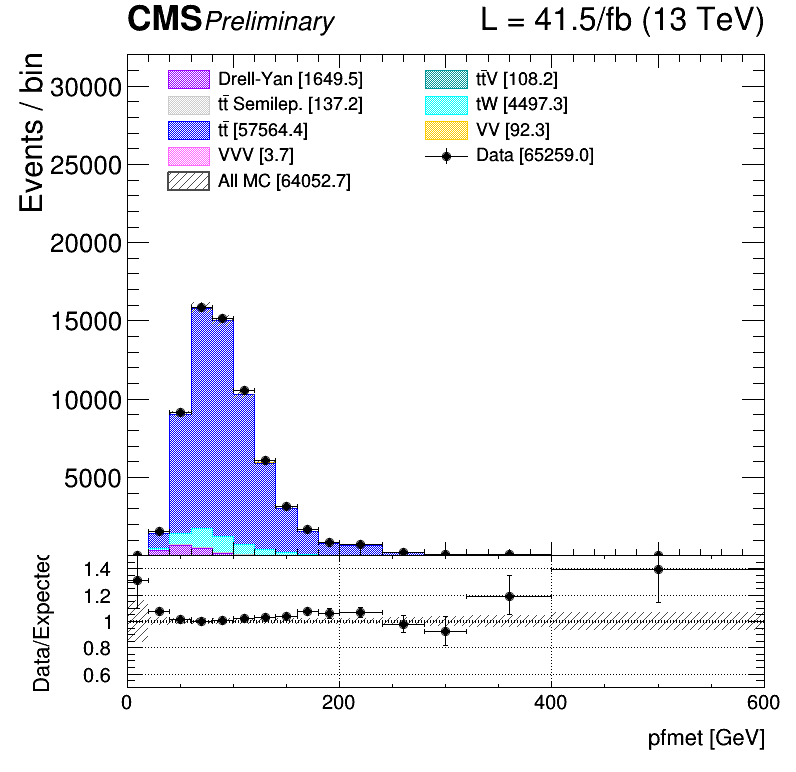 CMS Preliminary L = 41.5/fb (13 TeV)
Events / bin
30000
25000
20000
15000
10000
5000
Drell-Yan [1649.5]
tt̄ Semilep. [137.2]
tt̄ [57564.4]
VVV [3.7]
All MC [64052.7]
tt̄V [108.2]
tW [4497.3]
VV [92.3]
Data [65259.0]
Data/Expected
1.4
1.2
1
0.8
0.6
0 200 400 600
pfmet [GeV]